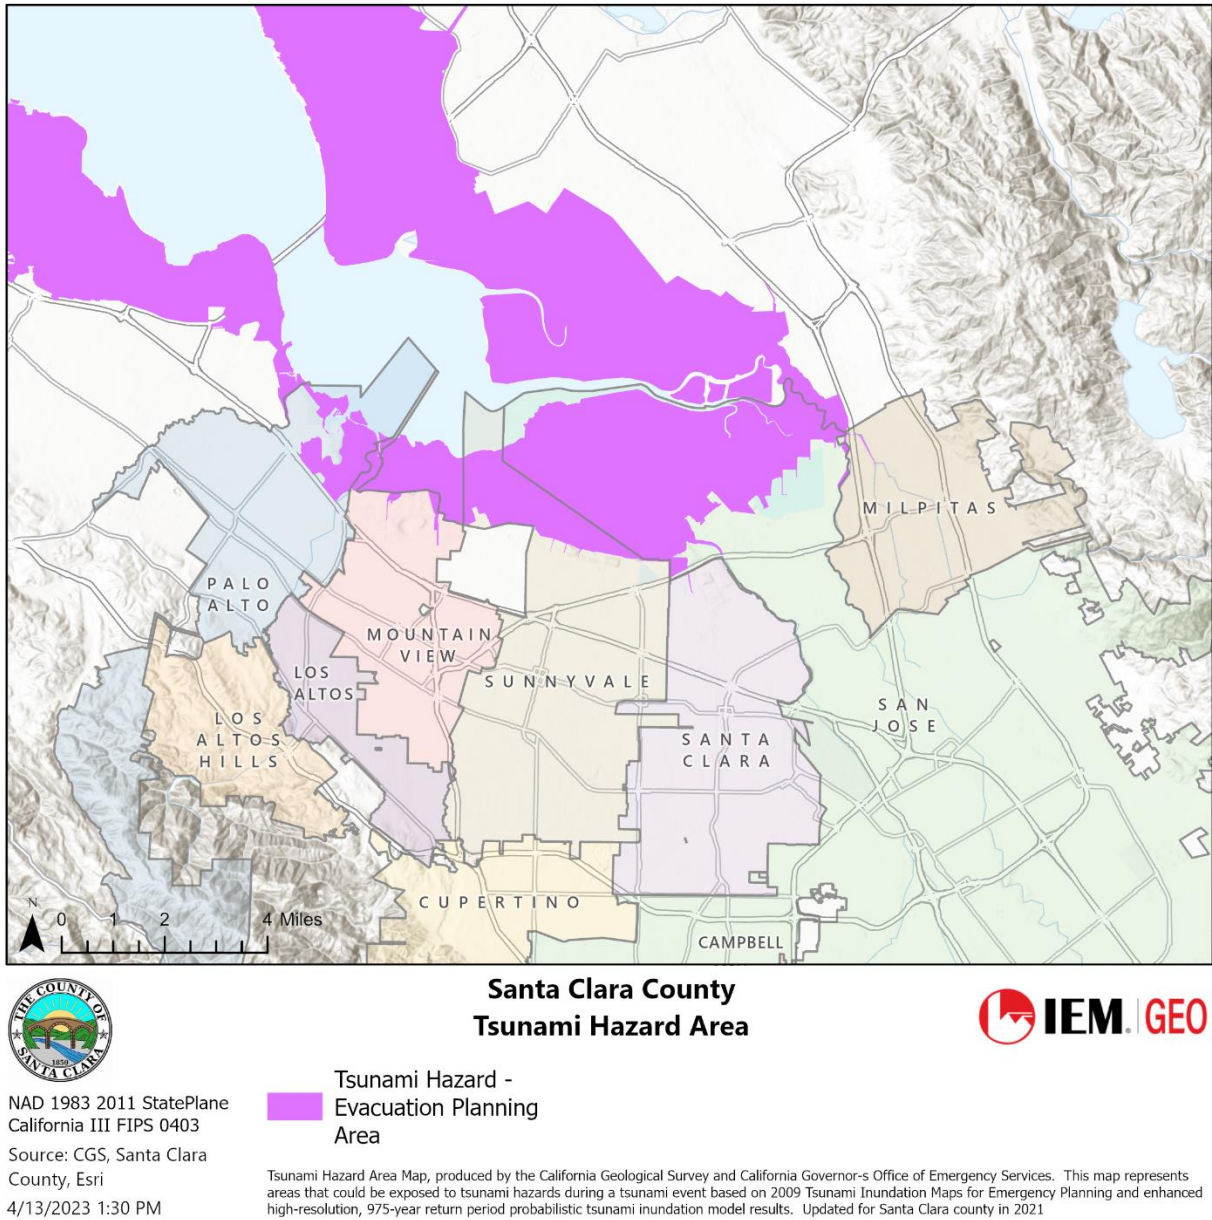 PALO
ALTO
MOUNTAIN
VIEW
LOS
ALTOS
LOS
ALTOS
HILLS
SUNNYVALE
SANTA
CLARA
SAN
JOSE
MILPITAS
CUPERTINO
CAMPBELL
N
0 1 2 4 Miles
THE COUNTY OF
SANTA CLARA
1850
Santa Clara County
Tsunami Hazard Area
IEM GEO
NAD 1983 2011 StatePlane
California III FIPS 0403
Source: CGS, Santa Clara
County, Esri
4/13/2023 1:30 PM
Tsunami Hazard -
Evacuation Planning
Area
Tsunami Hazard Area Map, produced by the California Geological Survey and California Governor-s Office of Emergency Services. This map represents
areas that could be exposed to tsunami hazards during a tsunami event based on 2009 Tsunami Inundation Maps for Emergency Planning and enhanced
high-resolution, 975-year return period probabilistic tsunami inundation model results. Updated for Santa Clara county in 2021